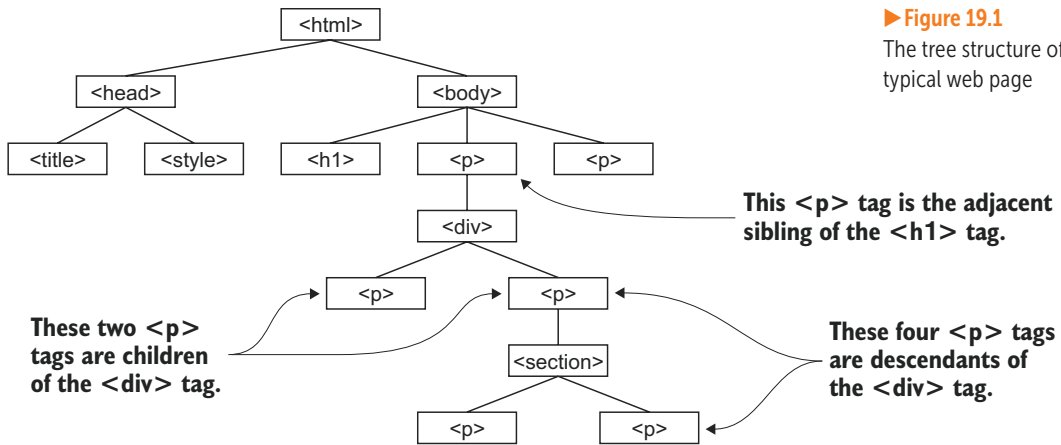 <html>
▶Figure 19.1
The tree structure of
typical web page
<head>
<body>
<title>
<style>
<h1>
<p>
<p>
This <p> tag is the adjacent
sibling of the <h1> tag.
<div>
<p>
<p>
These two <p>
tags are children
of the <div> tag.
These four <p> tags
are descendants of
the <div> tag.
<section>
<p>
<p>